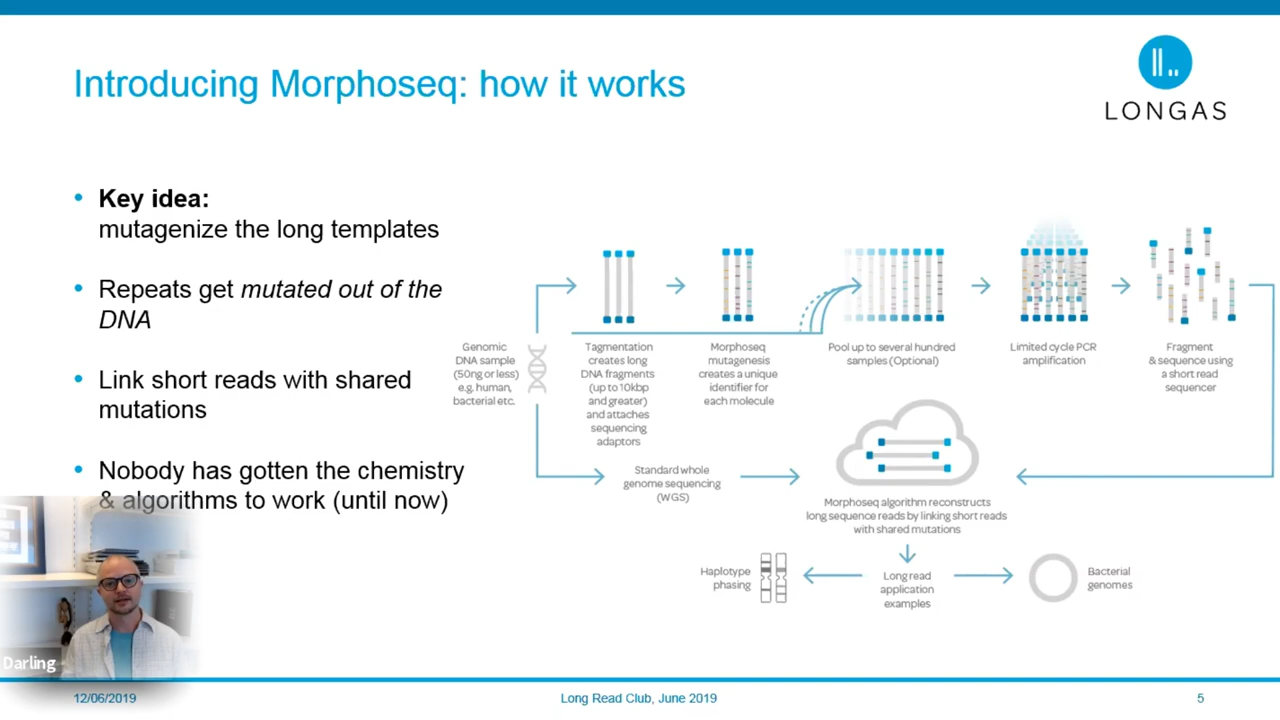 Introducing Morphoseq: how it works
LONGAS
• Key idea:
mutagenize the long templates
• Repeats get mutated out of the
DNA
• Link short reads with shared
mutations
• Nobody has gotten the chemistry
& algorithms to work (until now)
Genomic
DNA sample
(50ng or less)
e.g. human,
bacterial etc.
Tagmentation
creates long
DNA fragments
(up to 10kbp
and greater)
and attaches
sequencing
adaptors
Morphoseq
mutagenesis
creates a unique
identifier for
each molecule
Pool up to several hundred
samples (Optional)
Limited cycle PCR
amplification
Fragment
& sequence using
a short read
sequencer
Standard whole
genome sequencing
(WGS)
Morphoseq algorithm reconstructs
long sequence reads by linking short reads
with shared mutations
Haplotype
phasing
Long read
application
examples
Bacterial
genomes
Darling
12/06/2019
Long Read Club, June 2019
5